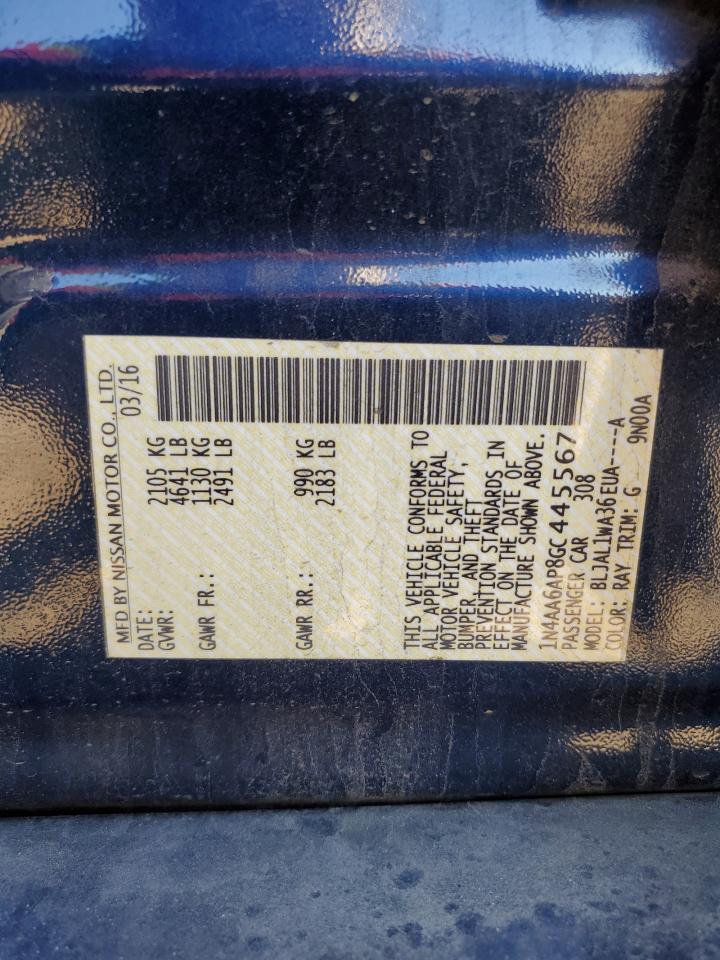 MFD BY NISSAN MOTOR CO., LTD.
DATE: 03/16
GVWR: 2105 KG
4641 LB
GAWR FR.: 1130 KG
2491 LB
GAWR RR.: 990 KG
2183 LB
THIS VEHICLE CONFORMS TO
ALL APPLICABLE FEDERAL
MOTOR VEHICLE SAFETY,
BUMPER, AND THEFT
PREVENTION STANDARDS IN
EFFECT ON THE DATE OF
MANUFACTURE SHOWN ABOVE.
1N4AA6AP8GC445567
PASSENGER CAR 308
MODEL: BLJALlWA36EUA----A
COLOR: RAY TRIM: G 9N00A